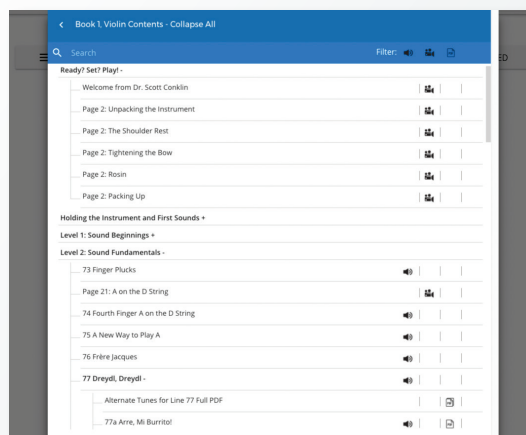 Book 1, Violin Contents - Collapse All
Search
Filter:
ED
Ready? Set? Play! -
Welcome from Dr. Scott Conklin
Page 2: Unpacking the Instrument
Page 2: The Shoulder Rest
Page 2: Tightening the Bow
Page 2: Rosin
Page 2: Packing Up
Holding the Instrument and First Sounds +
Level 1: Sound Beginnings +
Level 2: Sound Fundamentals -
73 Finger Plucks
Page 21: A on the D String
74 Fourth Finger A on the D String
75 A New Way to Play A
76 Frère Jacques
77 Dreydl, Dreydl -
Alternate Tunes for Line 77 Full PDF
77a Arre, Mi Burrito!